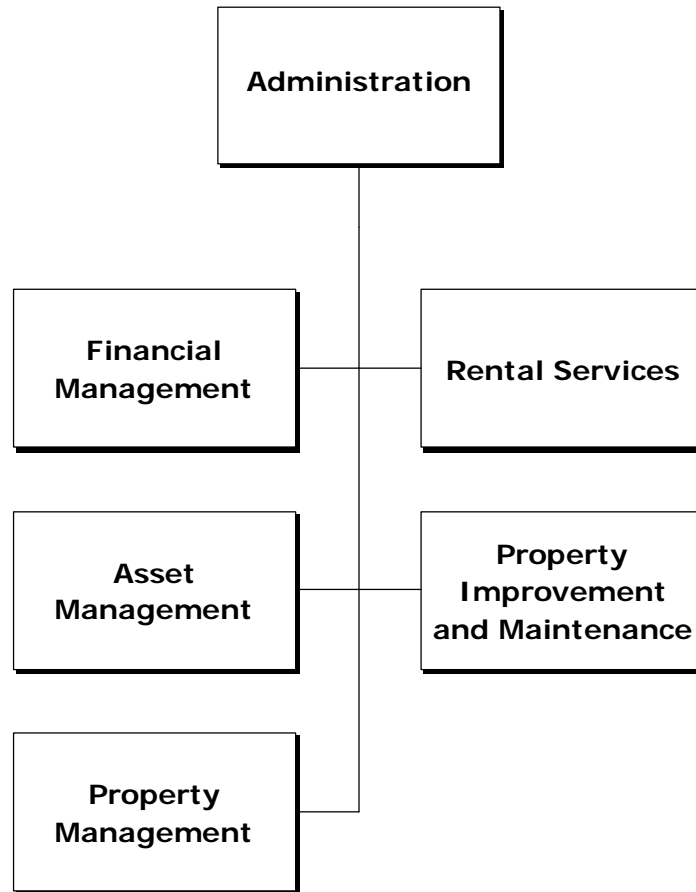 Administration
Financial
Management
Rental Services
Asset
Management
Property
Improvement
and Maintenance
Property
Management